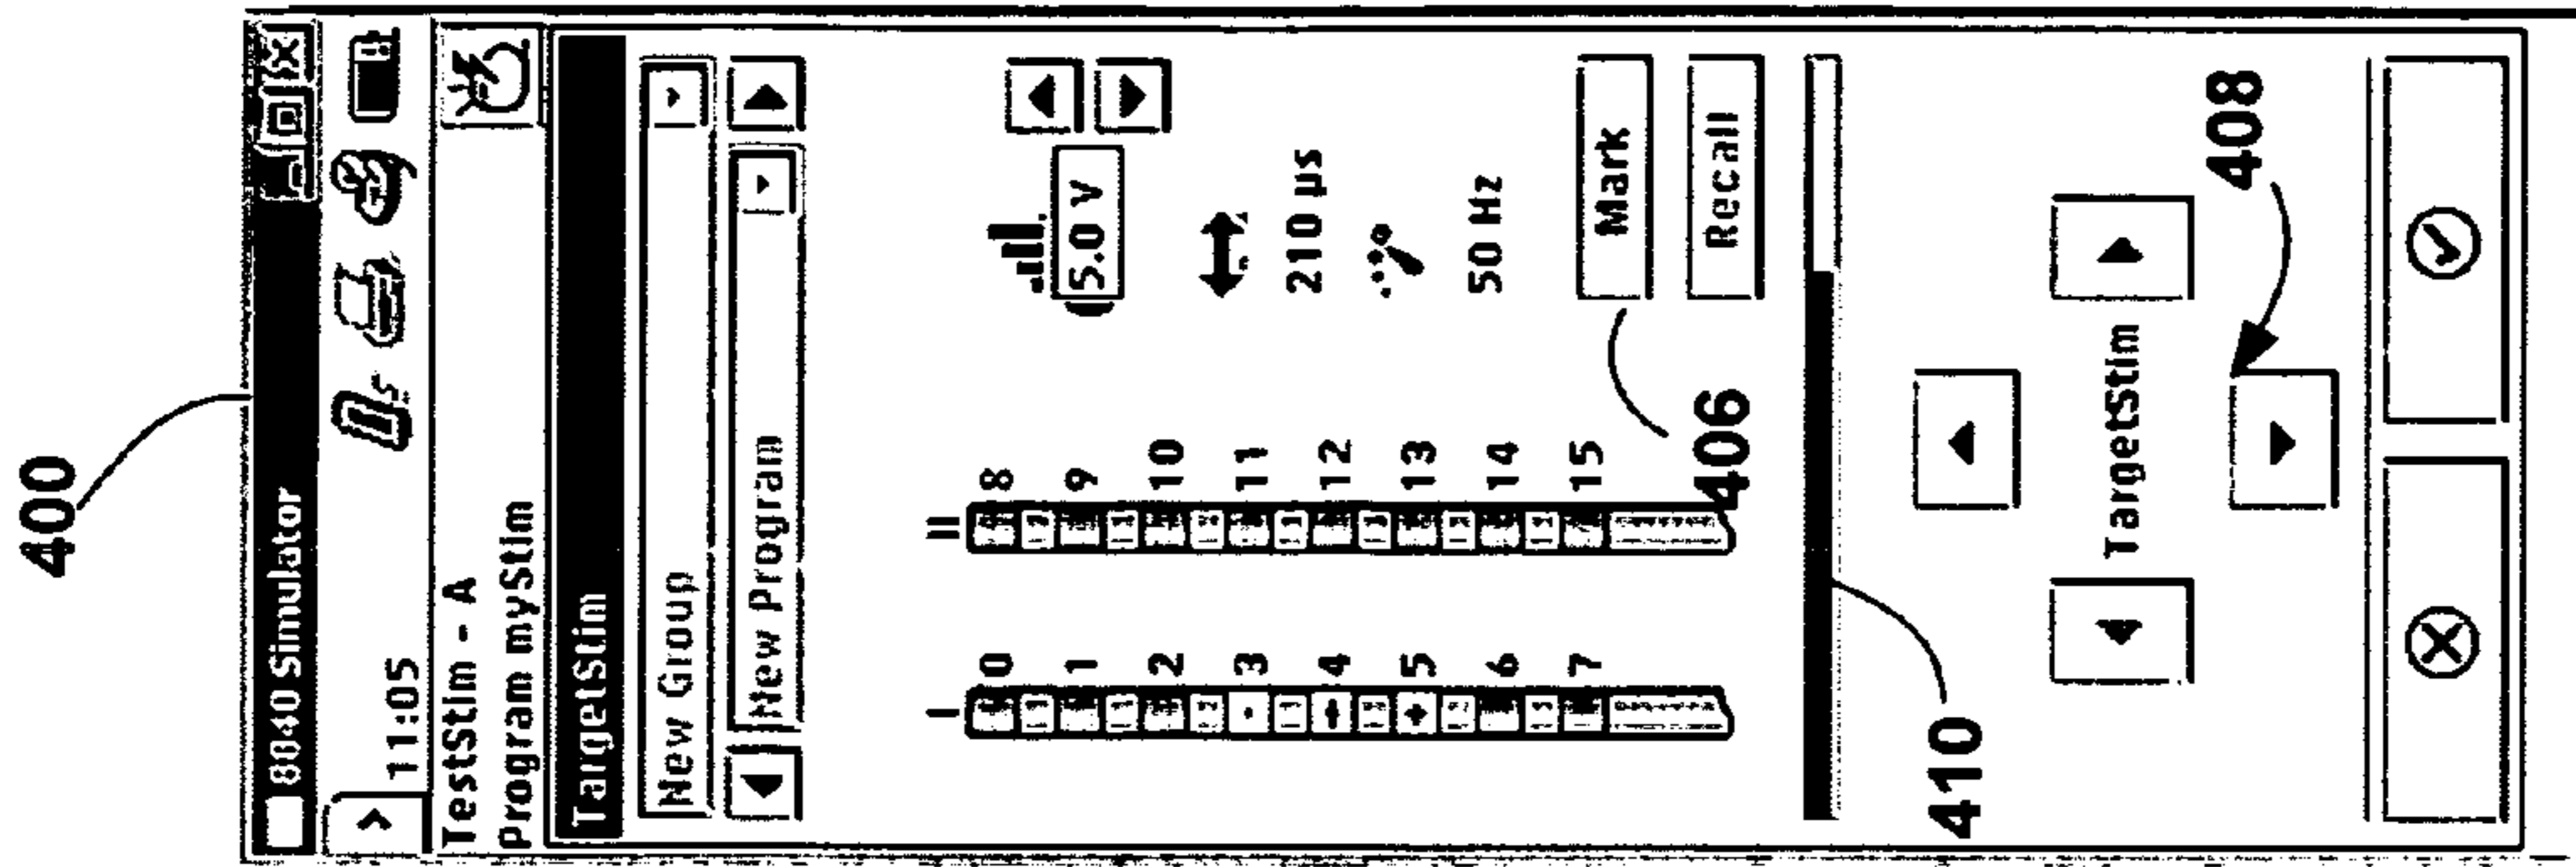 400
8840 Simulator
11:05
TestStim - A
Program myStim
TargetStim
New Group
New Program
I II
0 8
1 9
2 10
3 11
4 12
5 13
6 14
7 15
-
+
+
5.0 V
210 µs
50 Hz
Mark
Recall
406
410
TargetStim
408